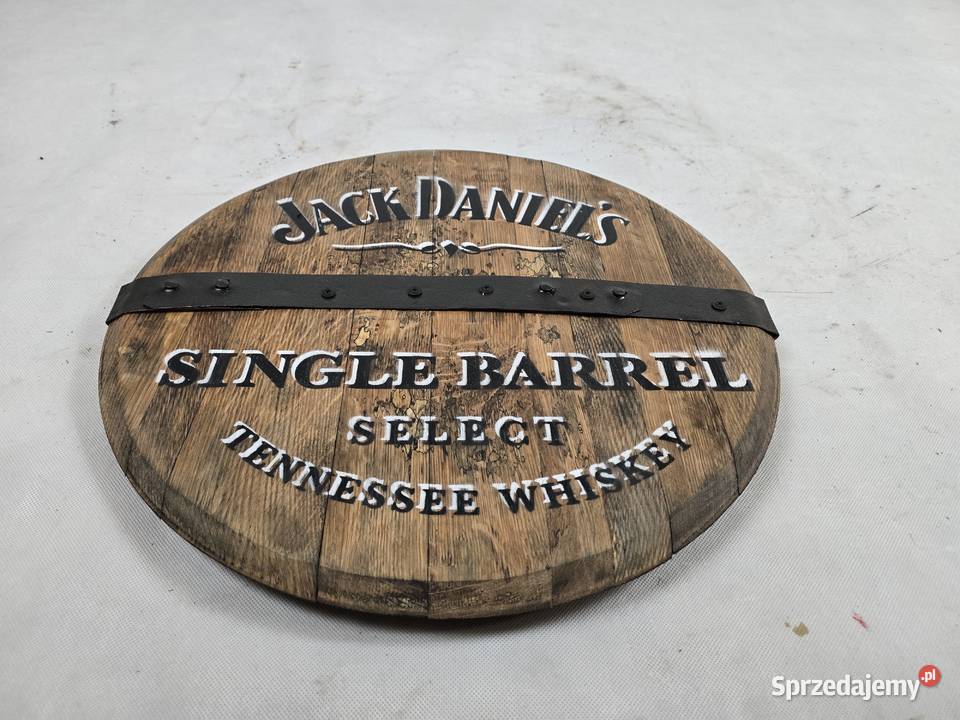 JACK DANIEL'S
SINGLE BARREL
SELECT
TENNESSEE WHISKEY
Sprzedajemy.pl